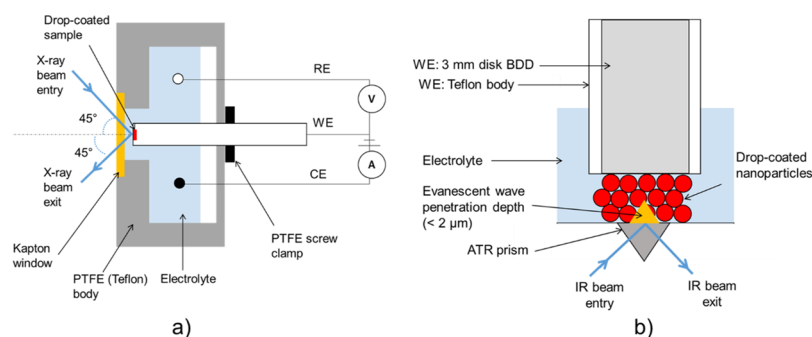 Drop-coated
sample
X-ray
beam
entry
45°
45°
X-ray
beam
exit
Kapton
window
PTFE (Teflon)
body
Electrolyte
PTFE screw
clamp
RE
WE
CE
V
A
a)
b)
WE: 3 mm disk BDD
WE: Teflon body
Electrolyte
Evanescent wave
penetration depth
(< 2 µm)
ATR prism
IR beam
entry
IR beam
exit
Drop-coated
nanoparticles
a)
b)